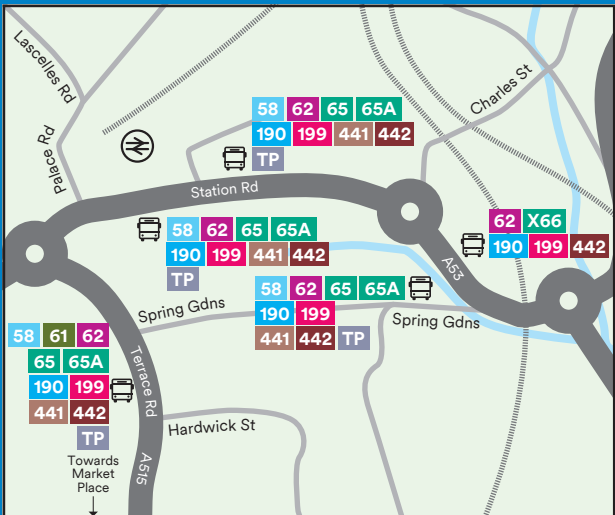 Lascelles Rd
Palace Rd
Charles St
58 62 65 65A
190 199 441 442
TP
Station Rd
58 62 65 65A
190 199 441 442
TP
62 X66
190 199 442
A53
58 62 65 65A
190 199
441 442 TP
Spring Gdns
Spring Gdns
58 61 62
65 65A
190 199
441 442
TP
Terrace Rd
Hardwick St
Towards
Market
Place
A515